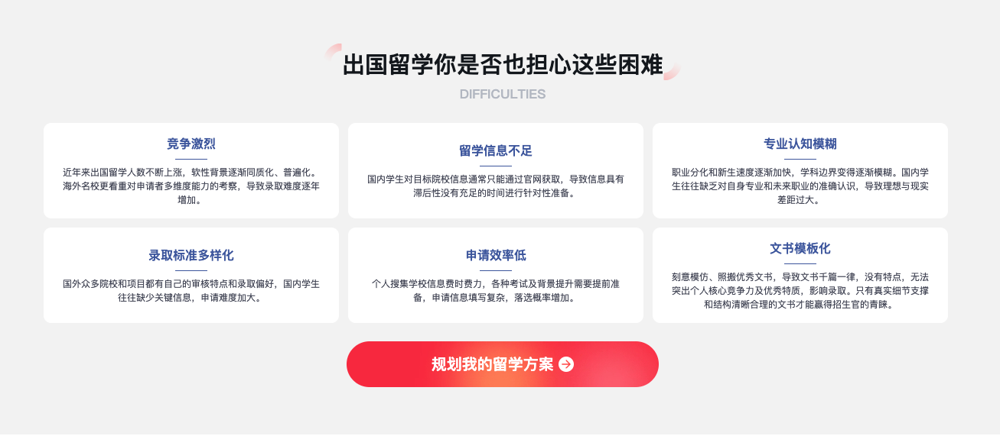 出国留学你是否也担心这些困难
DIFFICULTIES
竞争激烈
近年来出国留学人数不断上涨，软性背景逐渐同质化、普遍化。
海外名校更看重对申请者多维度能力的考察，导致录取难度逐年
增加。
留学信息不足
国内学生对目标院校信息通常只能通过官网获取，导致信息具有
滞后性没有充足的时间进行针对性准备。
专业认知模糊
职业分化和新生速度逐渐加快，学科边界变得逐渐模糊。国内学
生往往缺乏对自身专业和未来职业的准确认识，导致理想与现实
差距过大。
录取标准多样化
国外众多院校和项目都有自己的审核特点和录取偏好，国内学生
往往缺少关键信息，申请难度加大。
申请效率低
个人搜集学校信息费时费力，各种考试及背景提升需要提前准
备，申请信息填写复杂，落选概率增加。
文书模板化
刻意模仿、照搬优秀文书，导致文书千篇一律，没有特点，无法
突出个人核心竞争力及优秀特质，影响录取。只有真实细节支撑
和结构清晰合理的文书才能赢得招生官的青睐。
规划我的留学方案